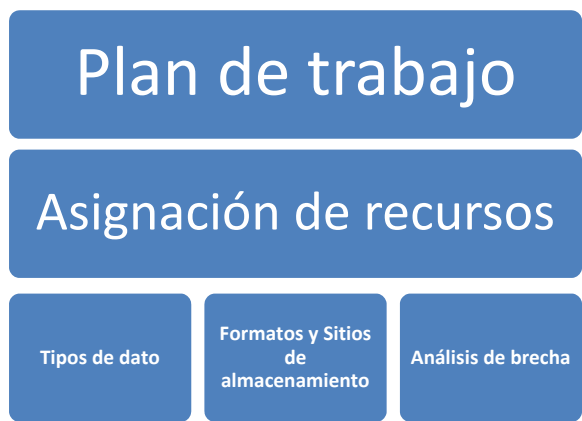 Plan de trabajo
Asignación de recursos
Tipos de dato
Formatos y Sitios
de
almacenamiento
Análisis de brecha